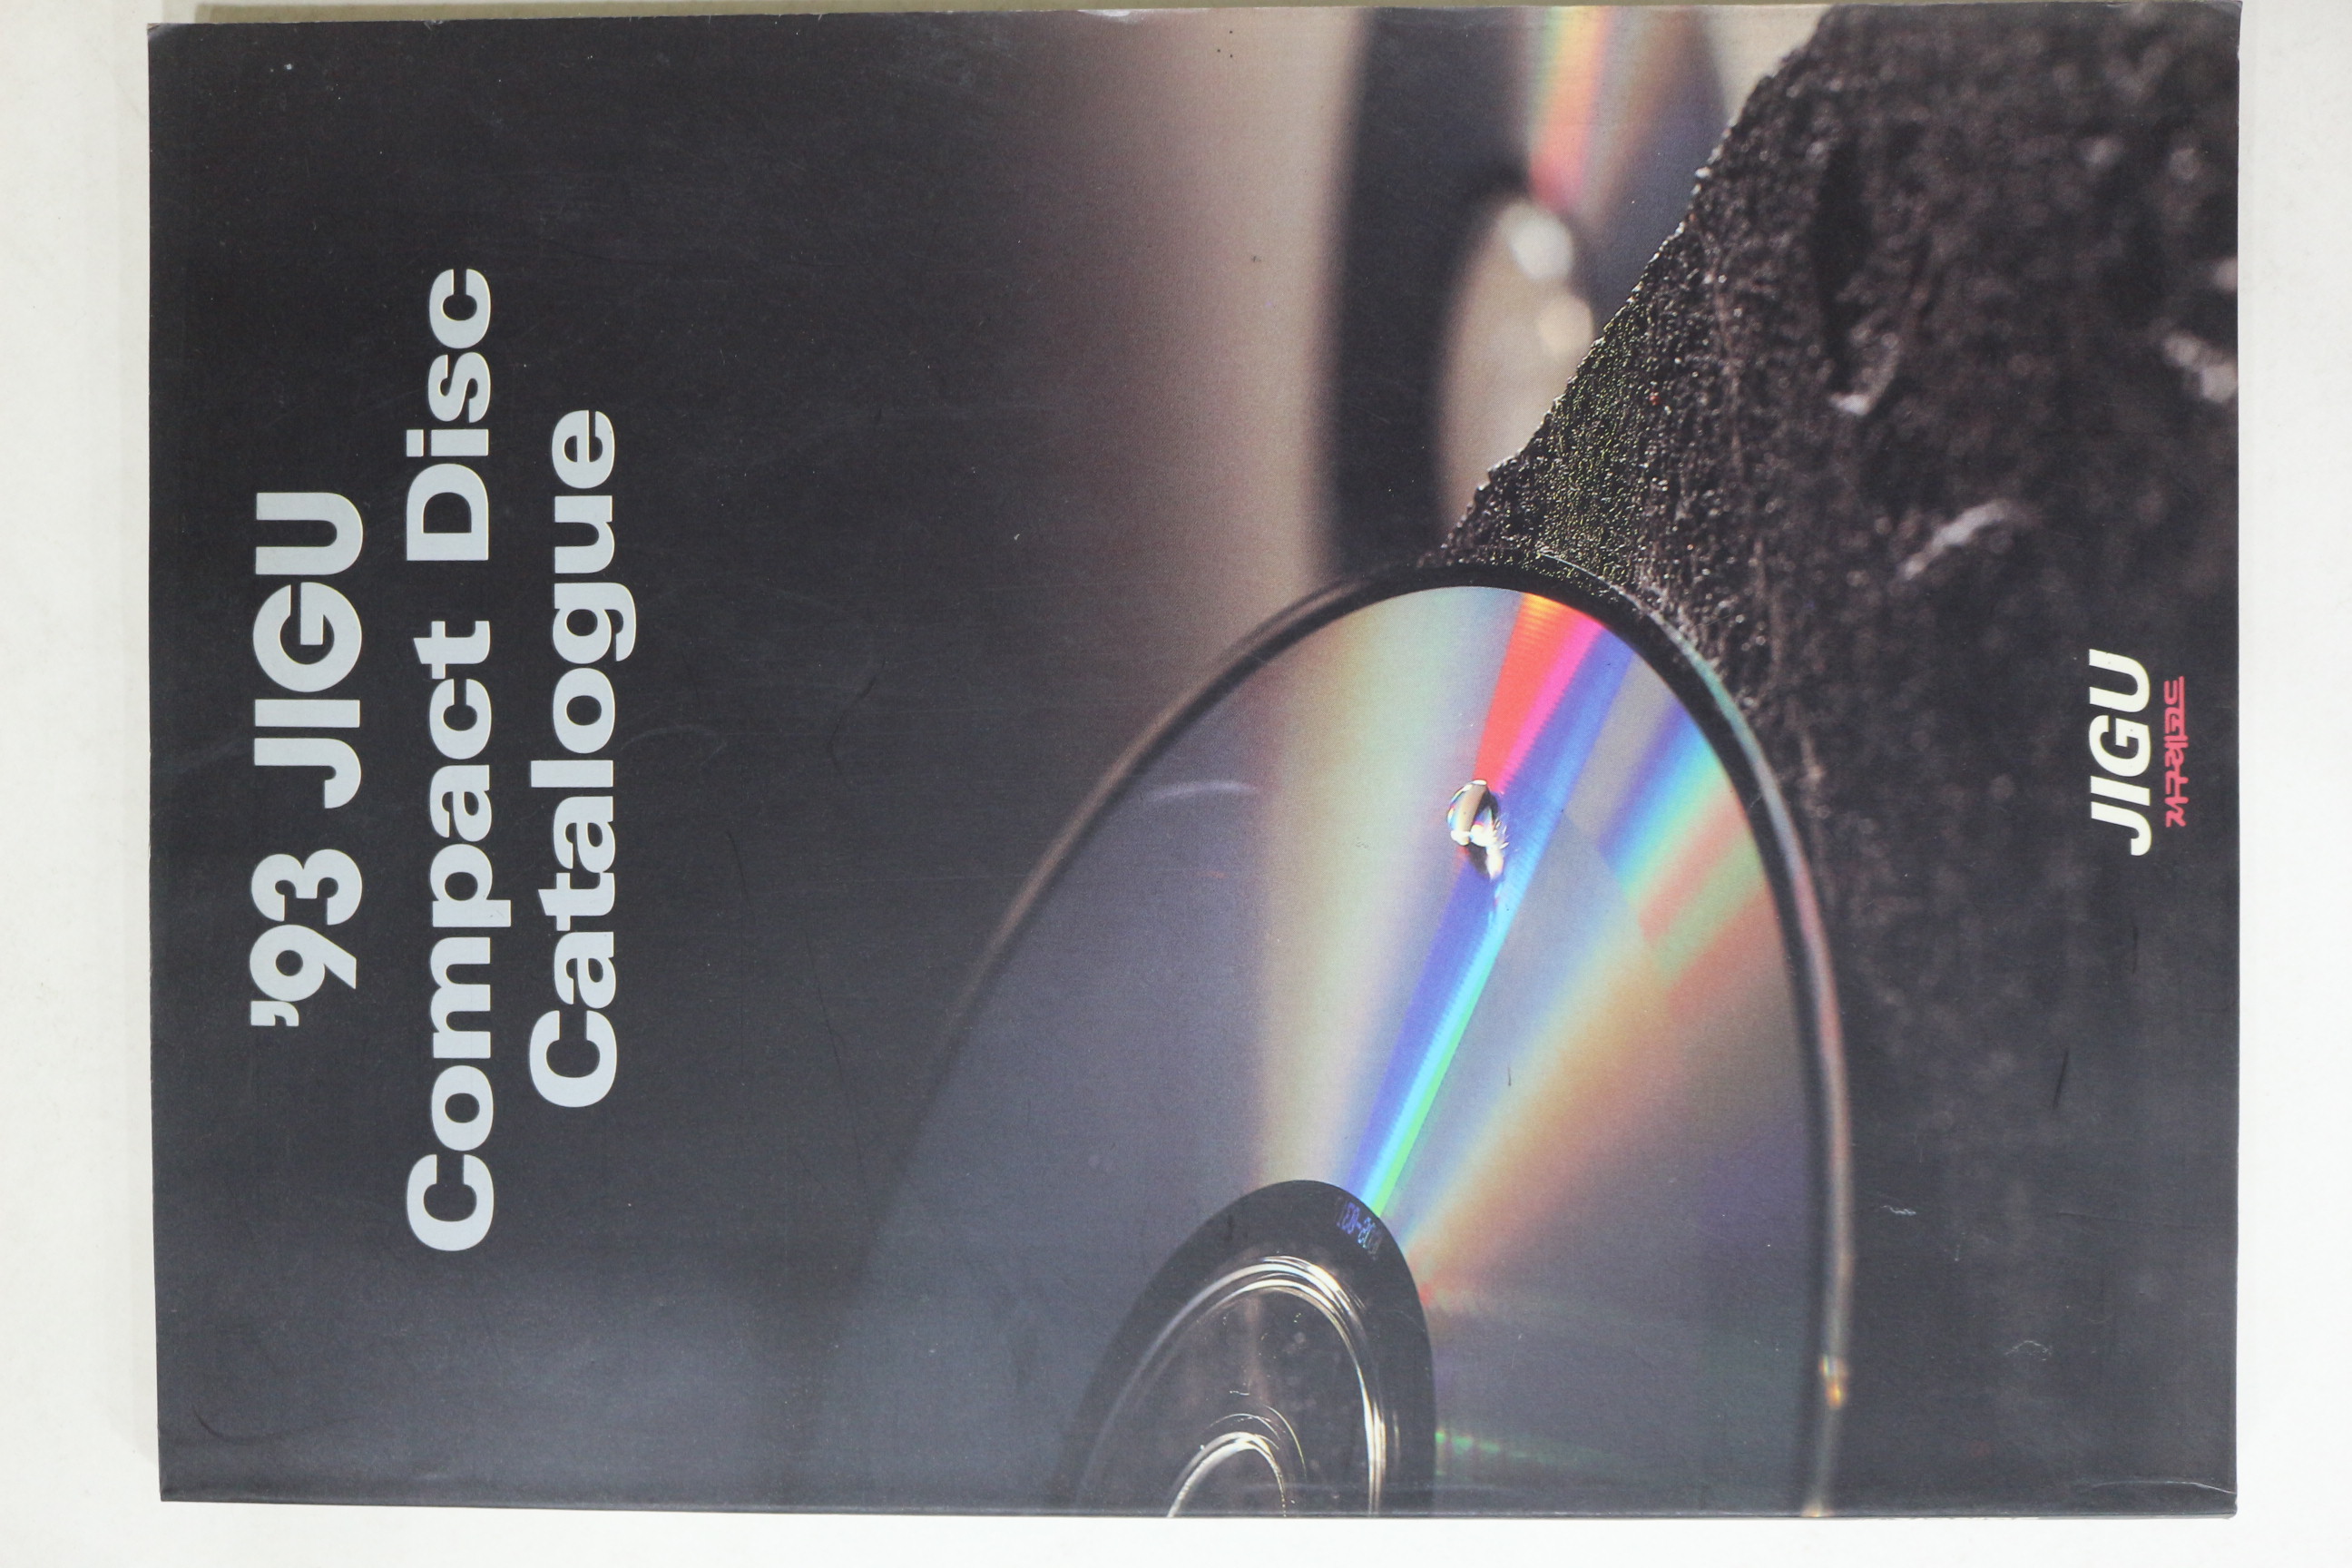 ’93 JIGU
Compact Disc
Catalogue
JIGU
지구레코드